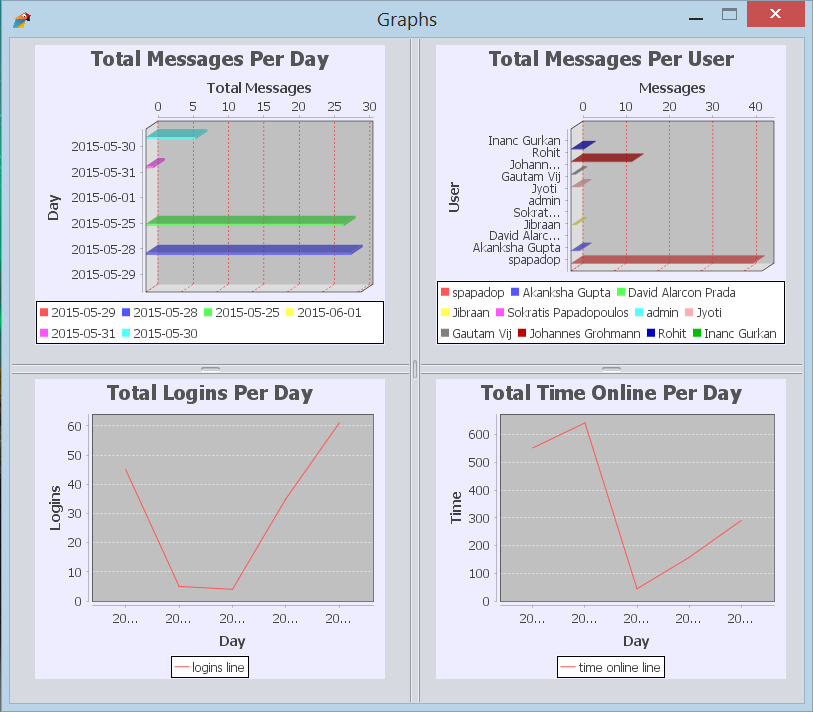 Graphs
Total Messages Per Day
Total Messages
0 5 10 15 20 25 30
Day
2015-05-30
2015-05-31
2015-06-01
2015-05-25
2015-05-28
2015-05-29
2015-05-29 2015-05-28 2015-05-25 2015-06-01
2015-05-31 2015-05-30
Total Messages Per User
Messages
0 10 20 30 40
User
Inanc Gurkan
Rohit
Johann...
Gautam Vij
Jyoti
admin
Sokrat...
Jibraan
David Alarc...
Akanksha Gupta
spapadop
spapadop Akanksha Gupta David Alarcon Prada
Jibraan Sokratis Papadopoulos admin Jyoti
Gautam Vij Johannes Grohmann Rohit Inanc Gurkan
Total Logins Per Day
Logins
60
50
40
30
20
10
0
20... 20... 20... 20... 20...
Day
logins line
Total Time Online Per Day
Time
600
500
400
300
200
100
0
20... 20... 20... 20... 20...
Day
time online line